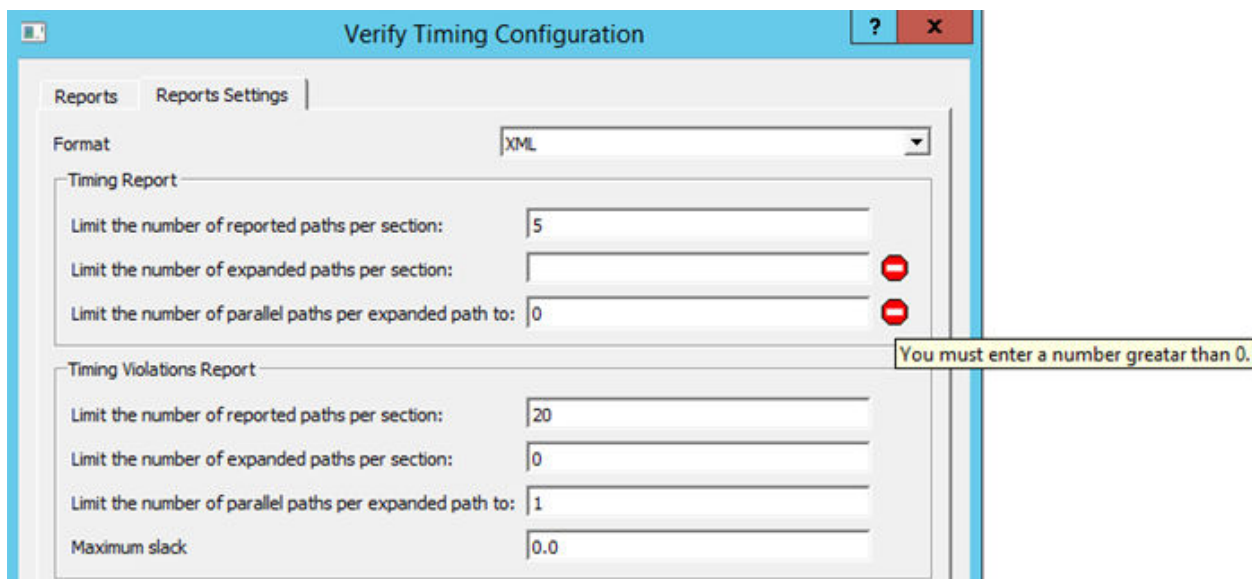 Verify Timing Configuration
? x
Reports Reports Settings
Format XML
Timing Report
Limit the number of reported paths per section: 5
Limit the number of expanded paths per section:
Limit the number of parallel paths per expanded path to: 0
You must enter a number greatar than 0.
Timing Violations Report
Limit the number of reported paths per section: 20
Limit the number of expanded paths per section: 0
Limit the number of parallel paths per expanded path to: 1
Maximum slack 0.0